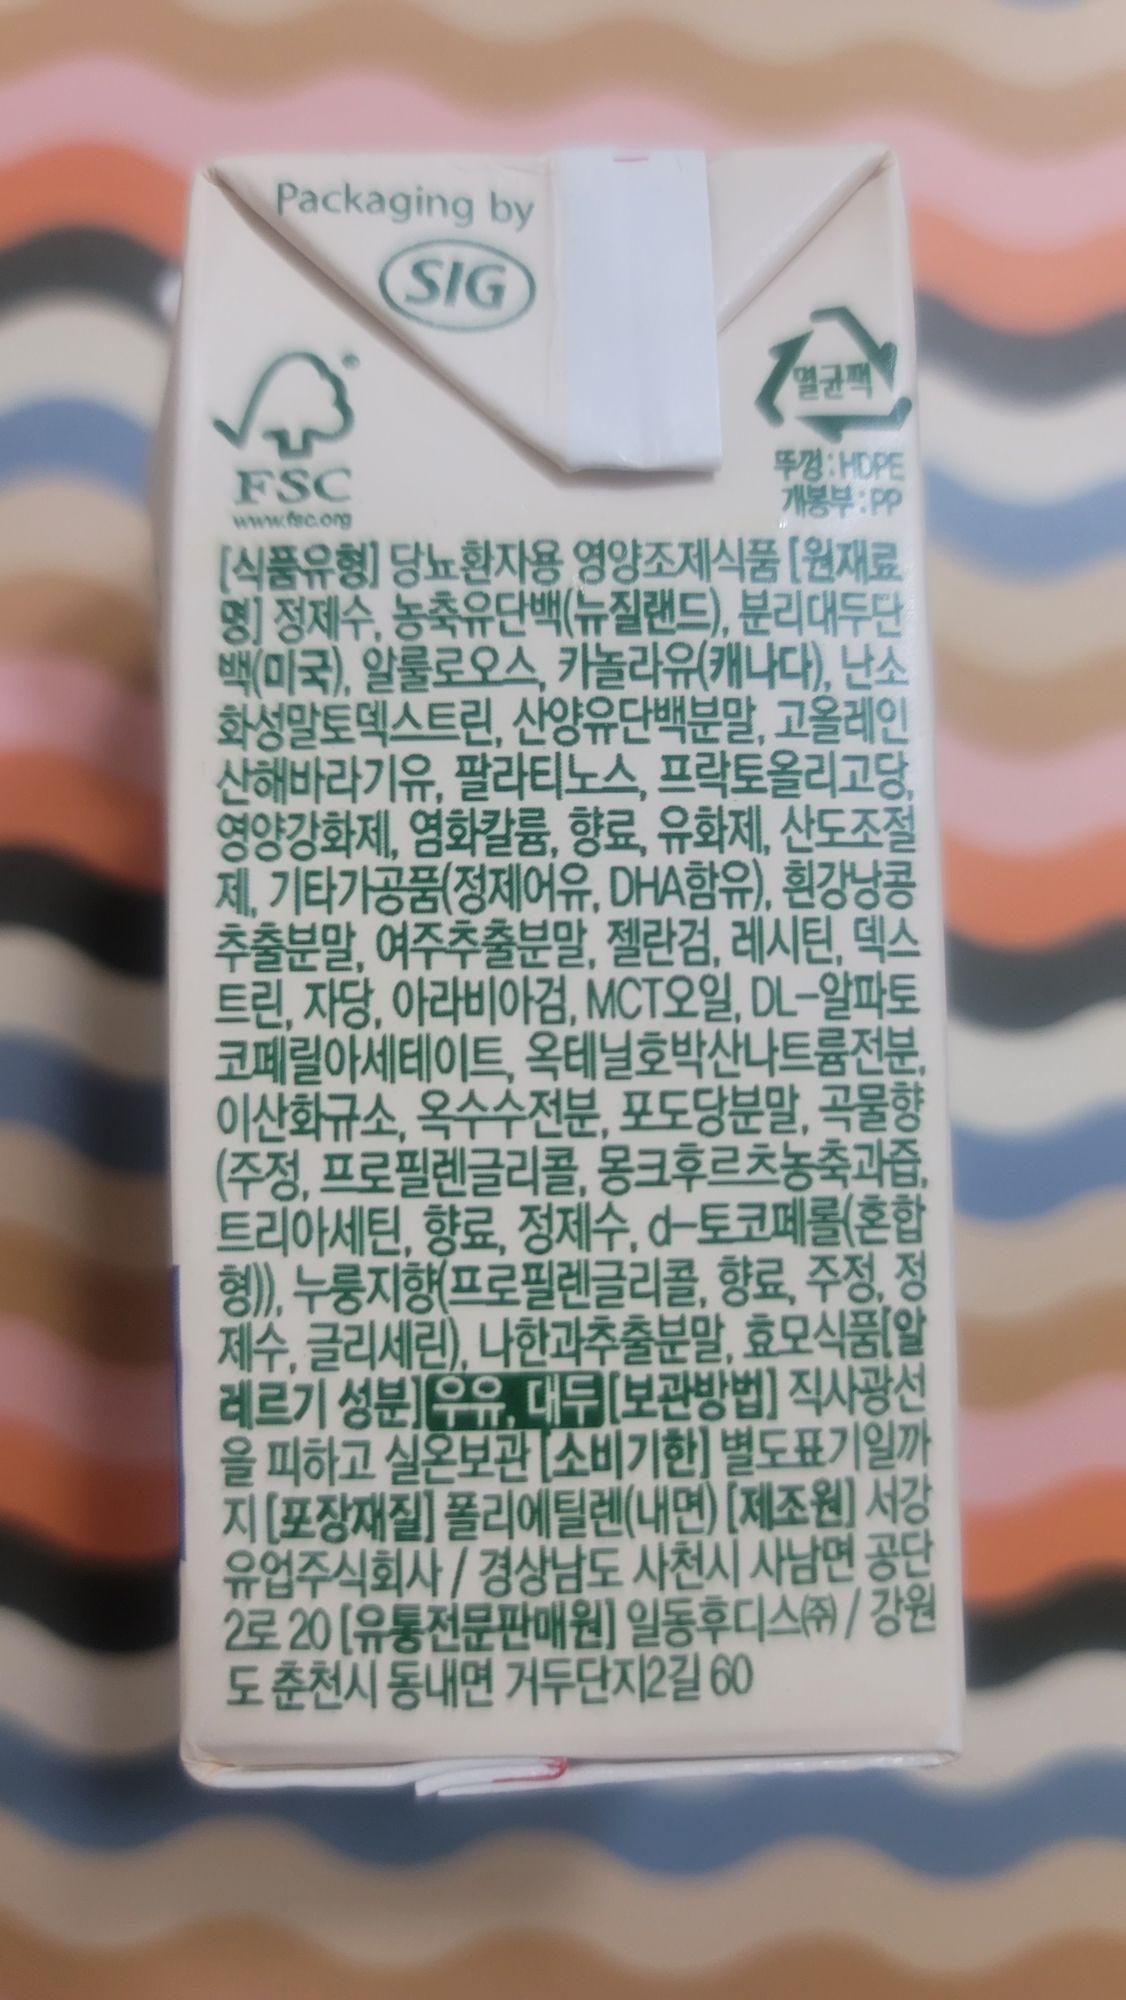 Packaging by
SIG
FSC
www.fsc.org
멸균팩
뚜껑:HDPE
개봉부:PP
[식품유형] 당뇨환자용 영양조제식품 [원재료
명] 정제수, 농축유단백(뉴질랜드), 분리대두단
백(미국), 알룰로오스, 카놀라유(캐나다), 난소
화성말토덱스트린, 산양유단백분말, 고올레인
산해바라기유, 팔라티노스, 프락토올리고당,
영양강화제, 염화칼륨, 향료, 유화제, 산도조절
제, 기타가공품(정제어유, DHA함유), 흰강낭콩
추출분말, 여주추출분말, 젤란검, 레시틴, 덱스
트린, 자당, 아라비아검, MCT오일, DL-알파토
코페릴아세테이트, 옥테닐호박산나트륨전분,
이산화규소, 옥수수전분, 포도당분말, 곡물향
(주정, 프로필렌글리콜, 몽크후르츠농축과즙,
트리아세틴, 향료, 정제수, d-토코페롤(혼합
형)), 누룽지향(프로필렌글리콜, 향료, 주정, 정
제수, 글리세린), 나한과추출분말, 효모식품[알
레르기 성분] 우유, 대두 [보관방법] 직사광선
을 피하고 실온보관 [소비기한] 별도표기일까
지 [포장재질] 폴리에틸렌(내면) [제조원] 서강
유업주식회사 / 경상남도 사천시 사남면 공단
2로 20 [유통전문판매원] 일동후디스㈜ / 강원
도 춘천시 동내면 거두단지2길 60